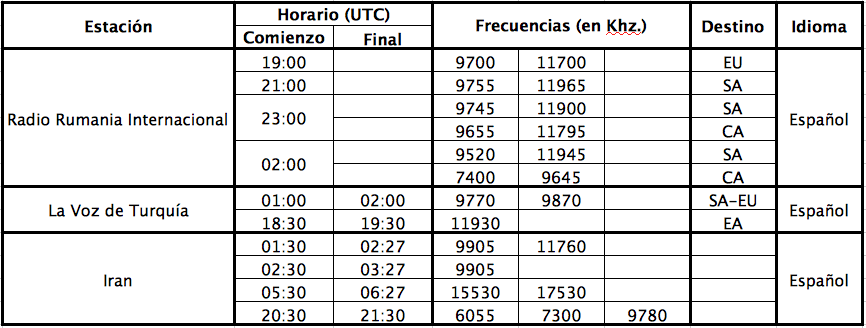 Estación Horario (UTC) Frecuencias (en Khz.) Destino Idioma
Comienzo Final
Radio Rumania Internacional 19:00 9700 11700 EU Español
21:00 9755 11965 SA
23:00 9745 11900 SA
9655 11795 CA
02:00 9520 11945 SA
7400 9645 CA
La Voz de Turquía 01:00 02:00 9770 9870 SA-EU Español
18:30 19:30 11930 EA
Iran 01:30 02:27 9905 11760 Español
02:30 03:27 9905
05:30 06:27 15530 17530
20:30 21:30 6055 7300 9780